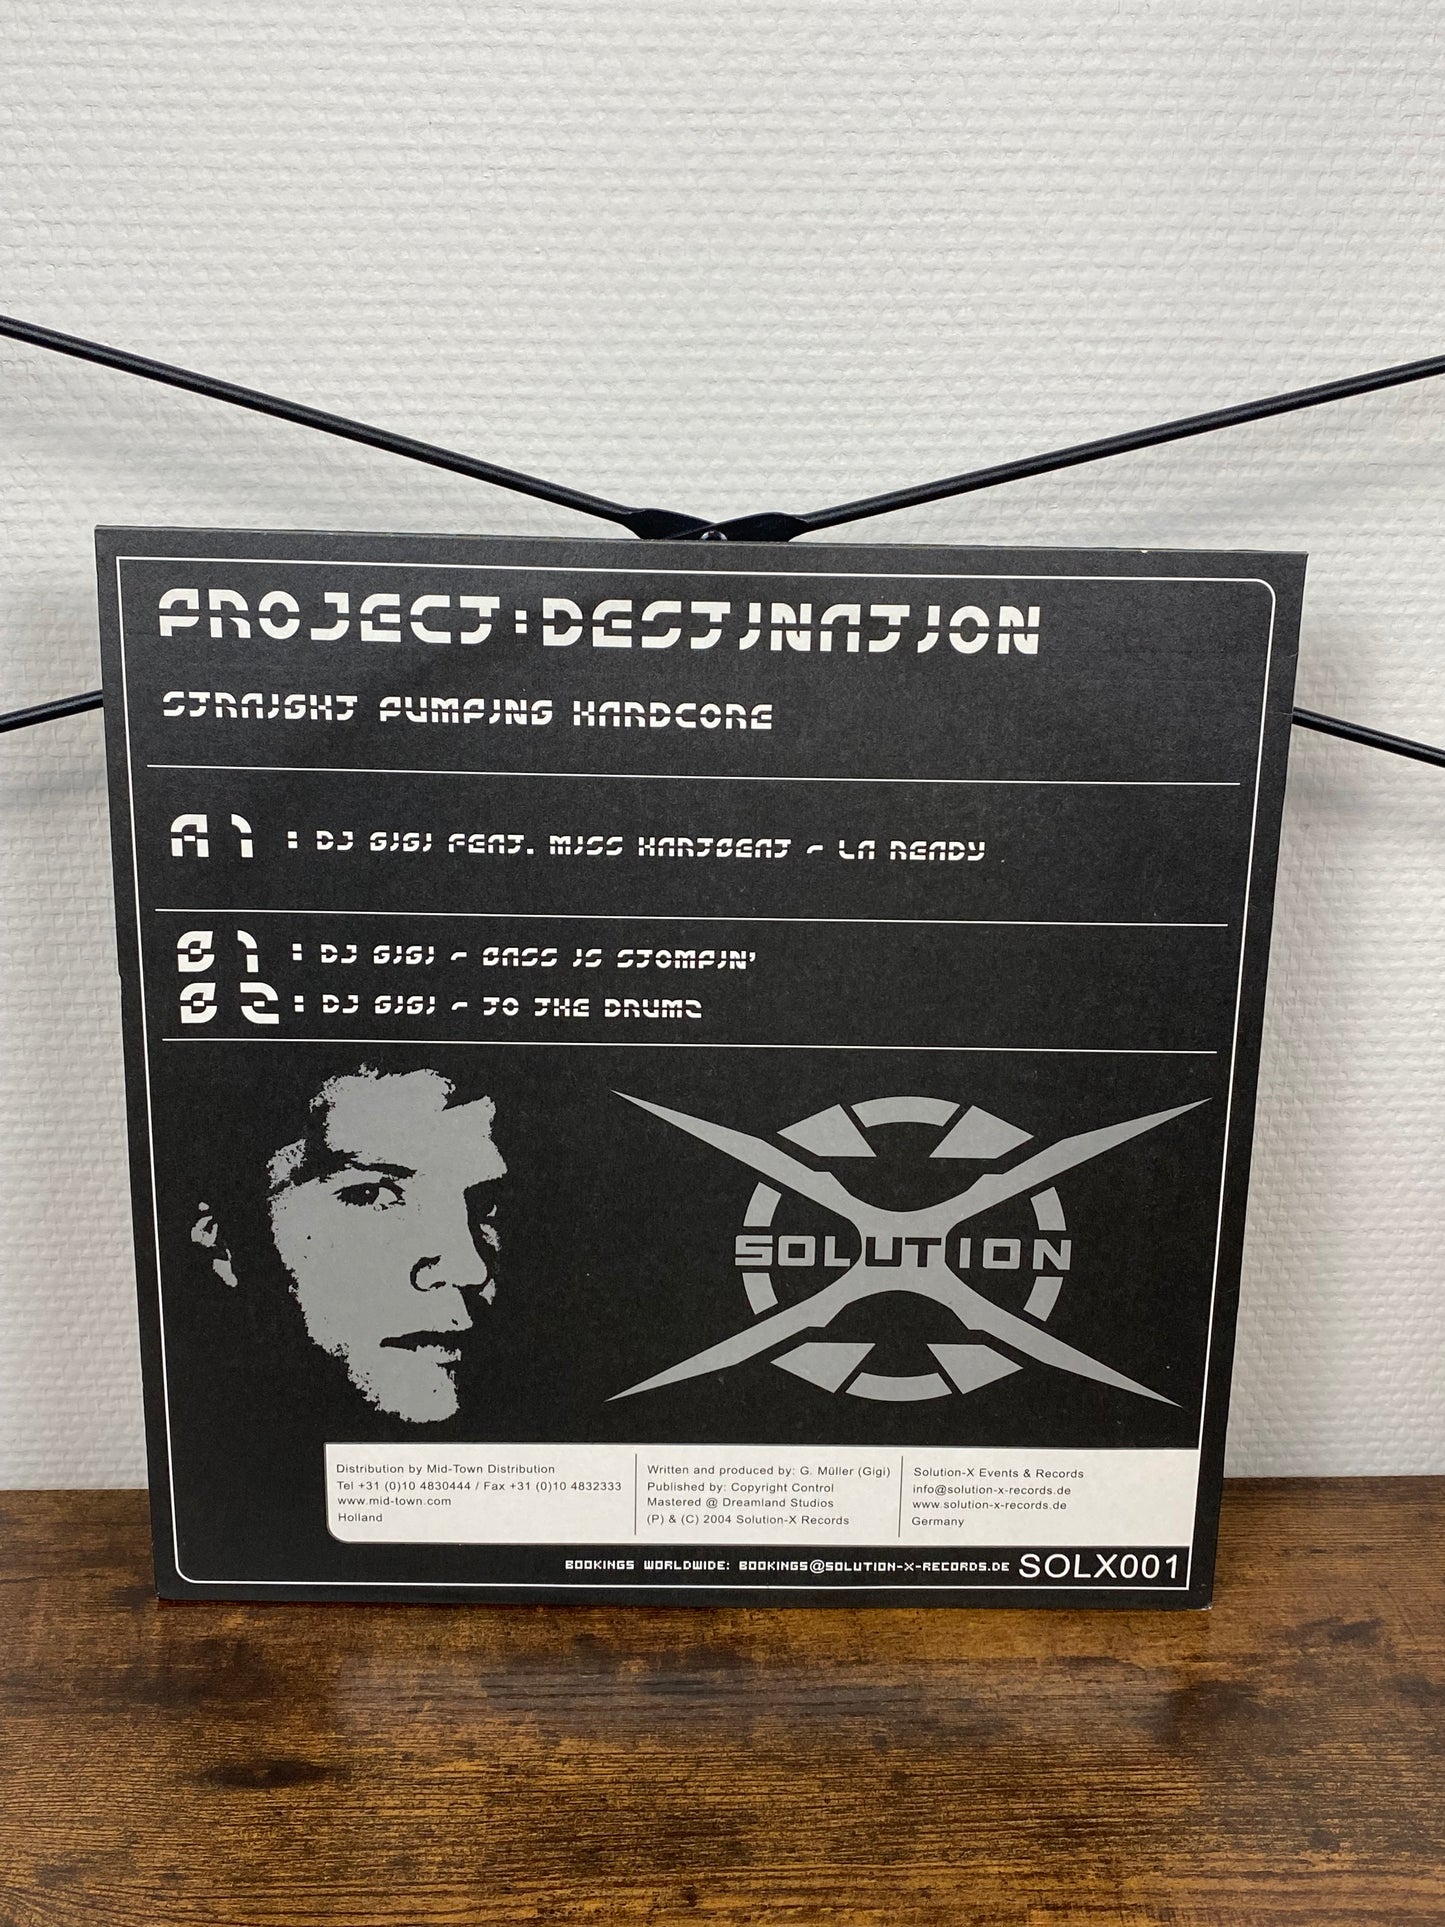 PROJECT:DESTINATION
STRAIGHT PUMPING HARDCORE
A1 : DJ GIGI FEAT. MISS HARTBEAT - LA READY
B1 : DJ GIGI - BASS IS STOMPIN'
B2 : DJ GIGI - TO THE DRUMZ
SOLUTION
Distribution by Mid-Town Distribution
Tel +31 (0)10 4830444 / Fax +31 (0)10 4832333
www.mid-town.com
Holland
Written and produced by: G. Müller (Gigi)
Published by: Copyright Control
Mastered @ Dreamland Studios
(P) & (C) 2004 Solution-X Records
Solution-X Events & Records
info@solution-x-records.de
www.solution-x-records.de
Germany
BOOKINGS WORLDWIDE: BOOKINGS@SOLUTION-X-RECORDS.DE SOLX001